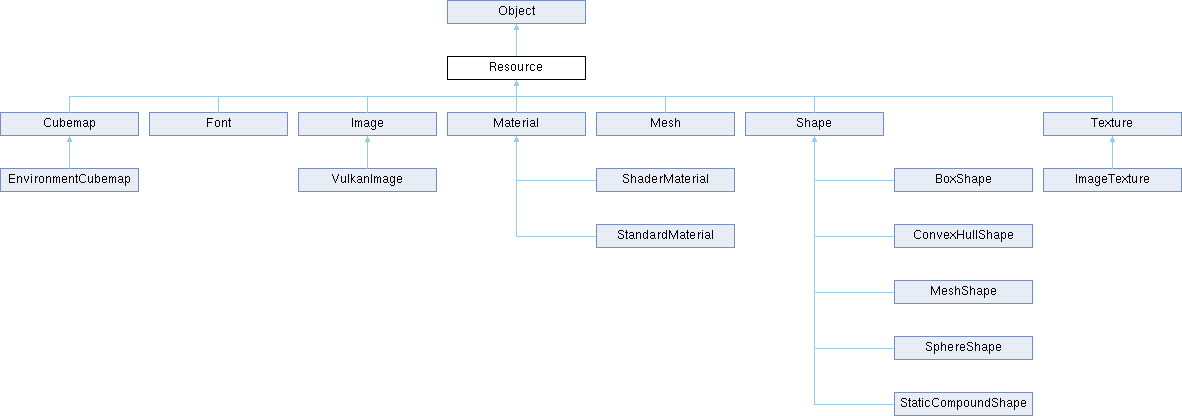 Object
Resource
Cubemap
Font
Image
Material
Mesh
Shape
Texture
EnvironmentCubemap
VulkanImage
ShaderMaterial
BoxShape
ImageTexture
StandardMaterial
ConvexHullShape
MeshShape
SphereShape
StaticCompoundShape